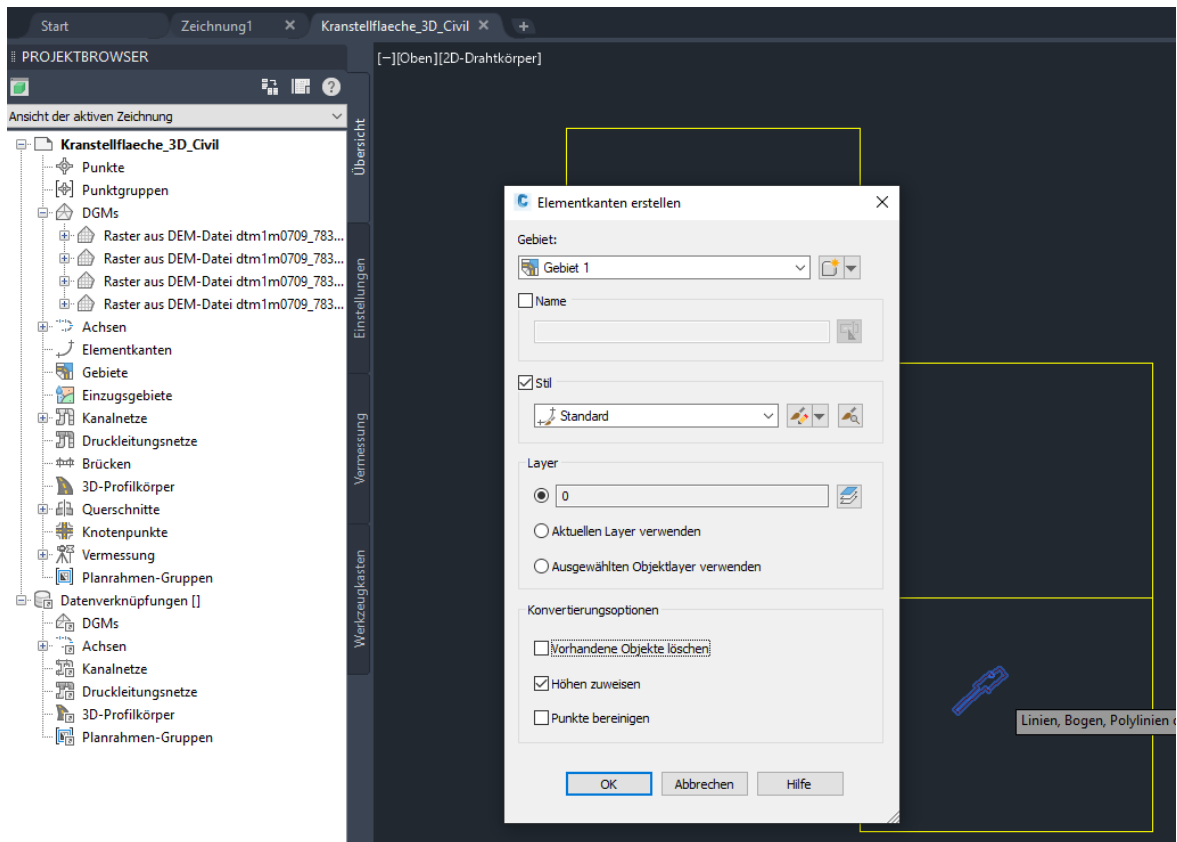 Start Zeichnung1 Kranstellflaeche_3D_Civil
PROJEKTBROWSER
[−][Oben][2D-Drahtkörper]
Ansicht der aktiven Zeichnung
Kranstellflaeche_3D_Civil
Punkte
Punktgruppen
DGMs
Raster aus DEM-Datei dtm1m0709_783...
Raster aus DEM-Datei dtm1m0709_783...
Raster aus DEM-Datei dtm1m0709_783...
Raster aus DEM-Datei dtm1m0709_783...
Achsen
Elementkanten
Gebiete
Einzugsgebiete
Kanalnetze
Druckleitungsnetze
Brücken
3D-Profilkörper
Querschnitte
Knotenpunkte
Vermessung
Planrahmen-Gruppen
Datenverknüpfungen []
DGMs
Achsen
Kanalnetze
Druckleitungsnetze
3D-Profilkörper
Planrahmen-Gruppen
Übersicht
Einstellungen
Vermessung
Werkzeugkasten
Elementkanten erstellen
Gebiet:
Gebiet 1
Name
Stil
Standard
Layer
0
Aktuellen Layer verwenden
Ausgewählten Objektlayer verwenden
Konvertierungsoptionen
Vorhandene Objekte löschen
Höhen zuweisen
Punkte bereinigen
OK Abbrechen Hilfe
Linien, Bogen, Polylinien